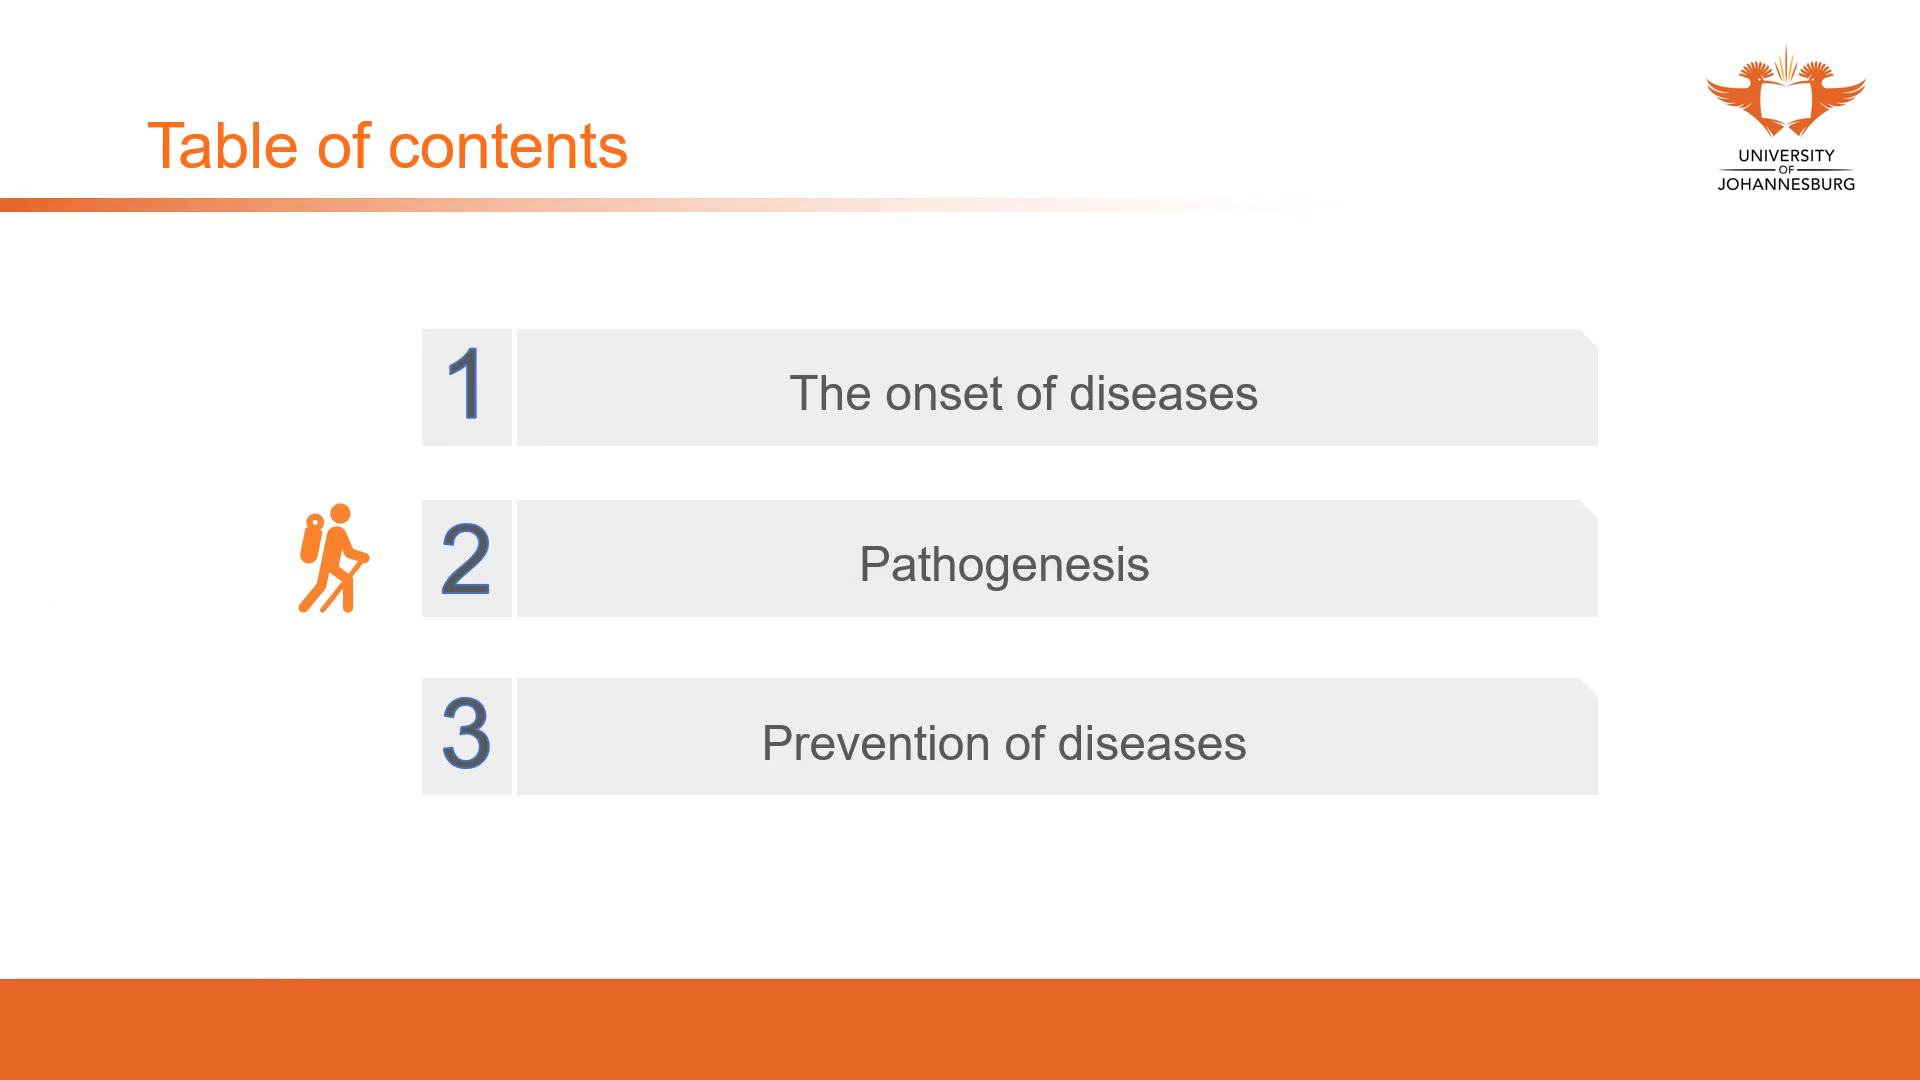 Table of contents
UNIVERSITY
OF
JOHANNESBURG
1 The onset of diseases
2 Pathogenesis
3 Prevention of diseases